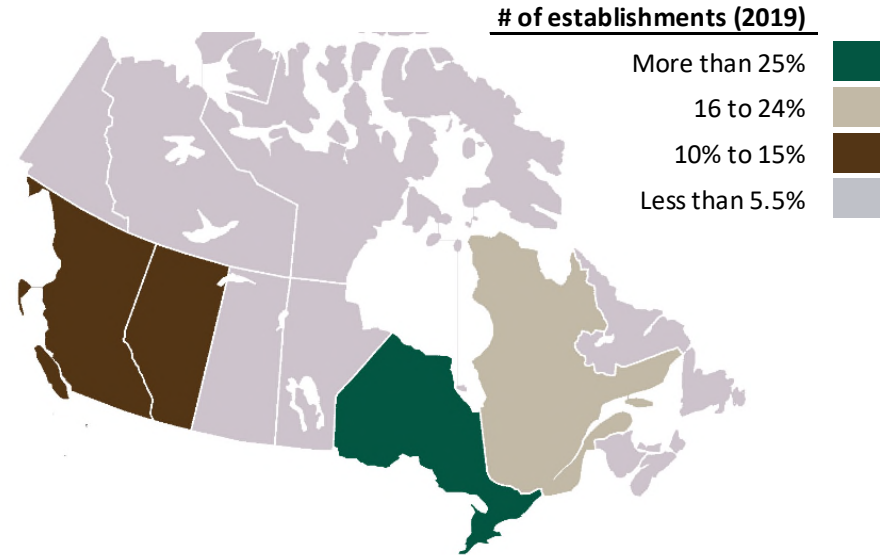 # of establishments (2019)
More than 25%
16 to 24%
10% to 15%
Less than 5.5%